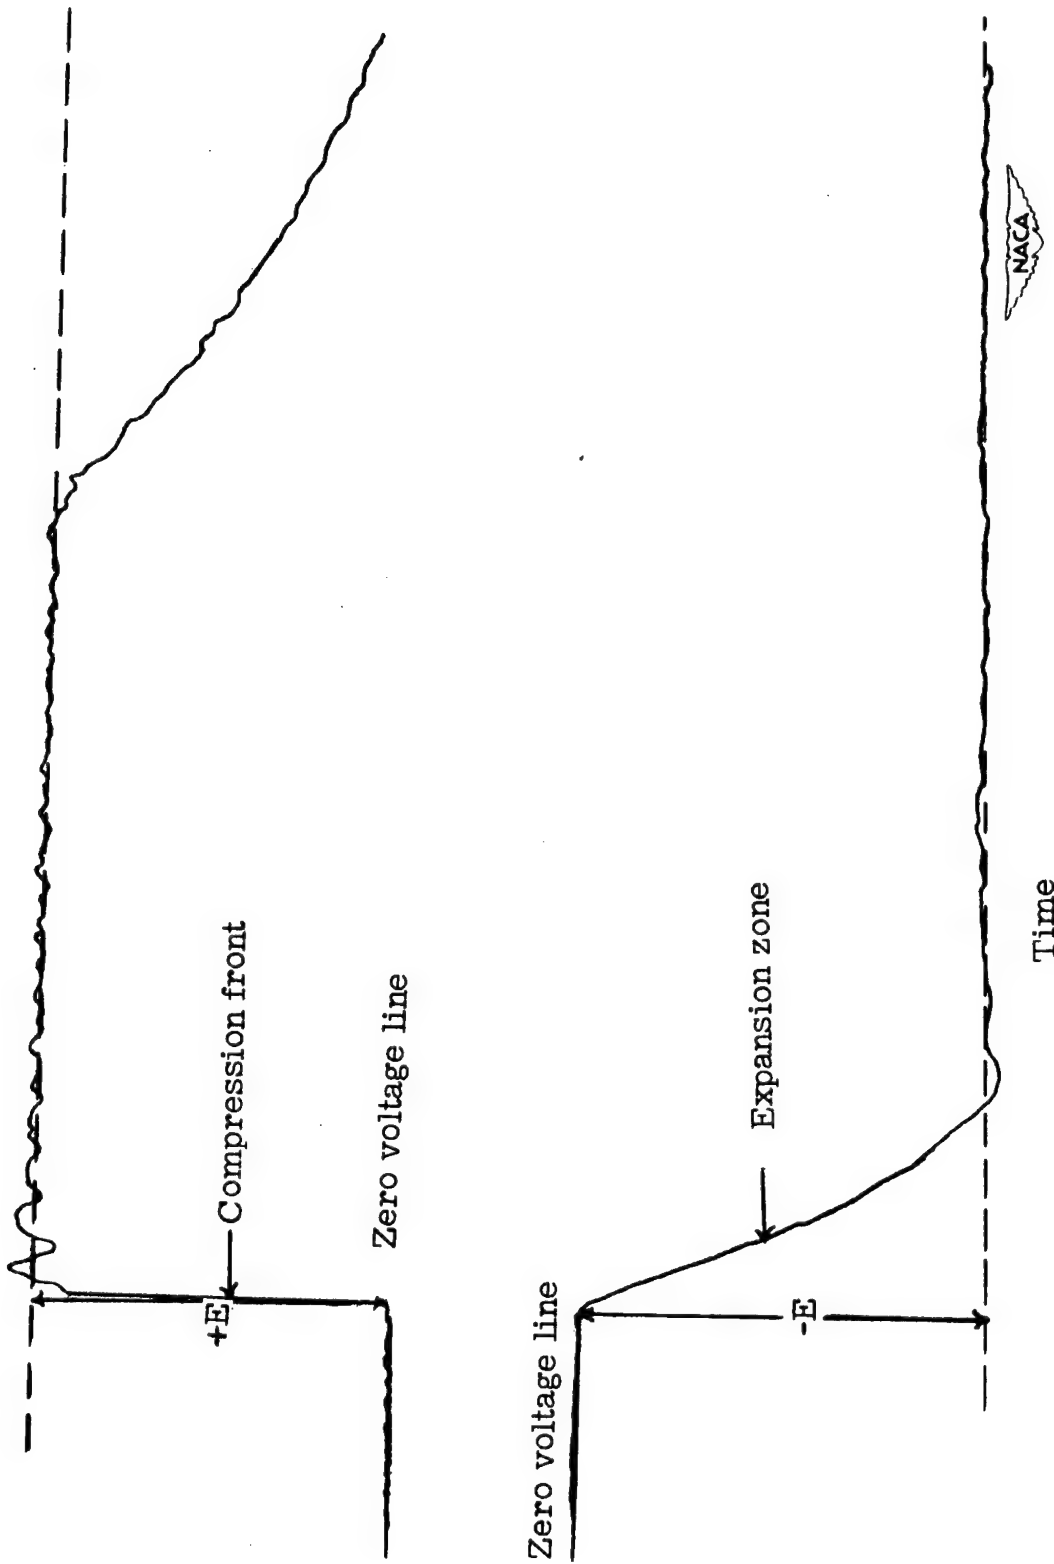 +E
Compression front
Zero voltage line
Zero voltage line
Expansion zone
-E
Time
NACA